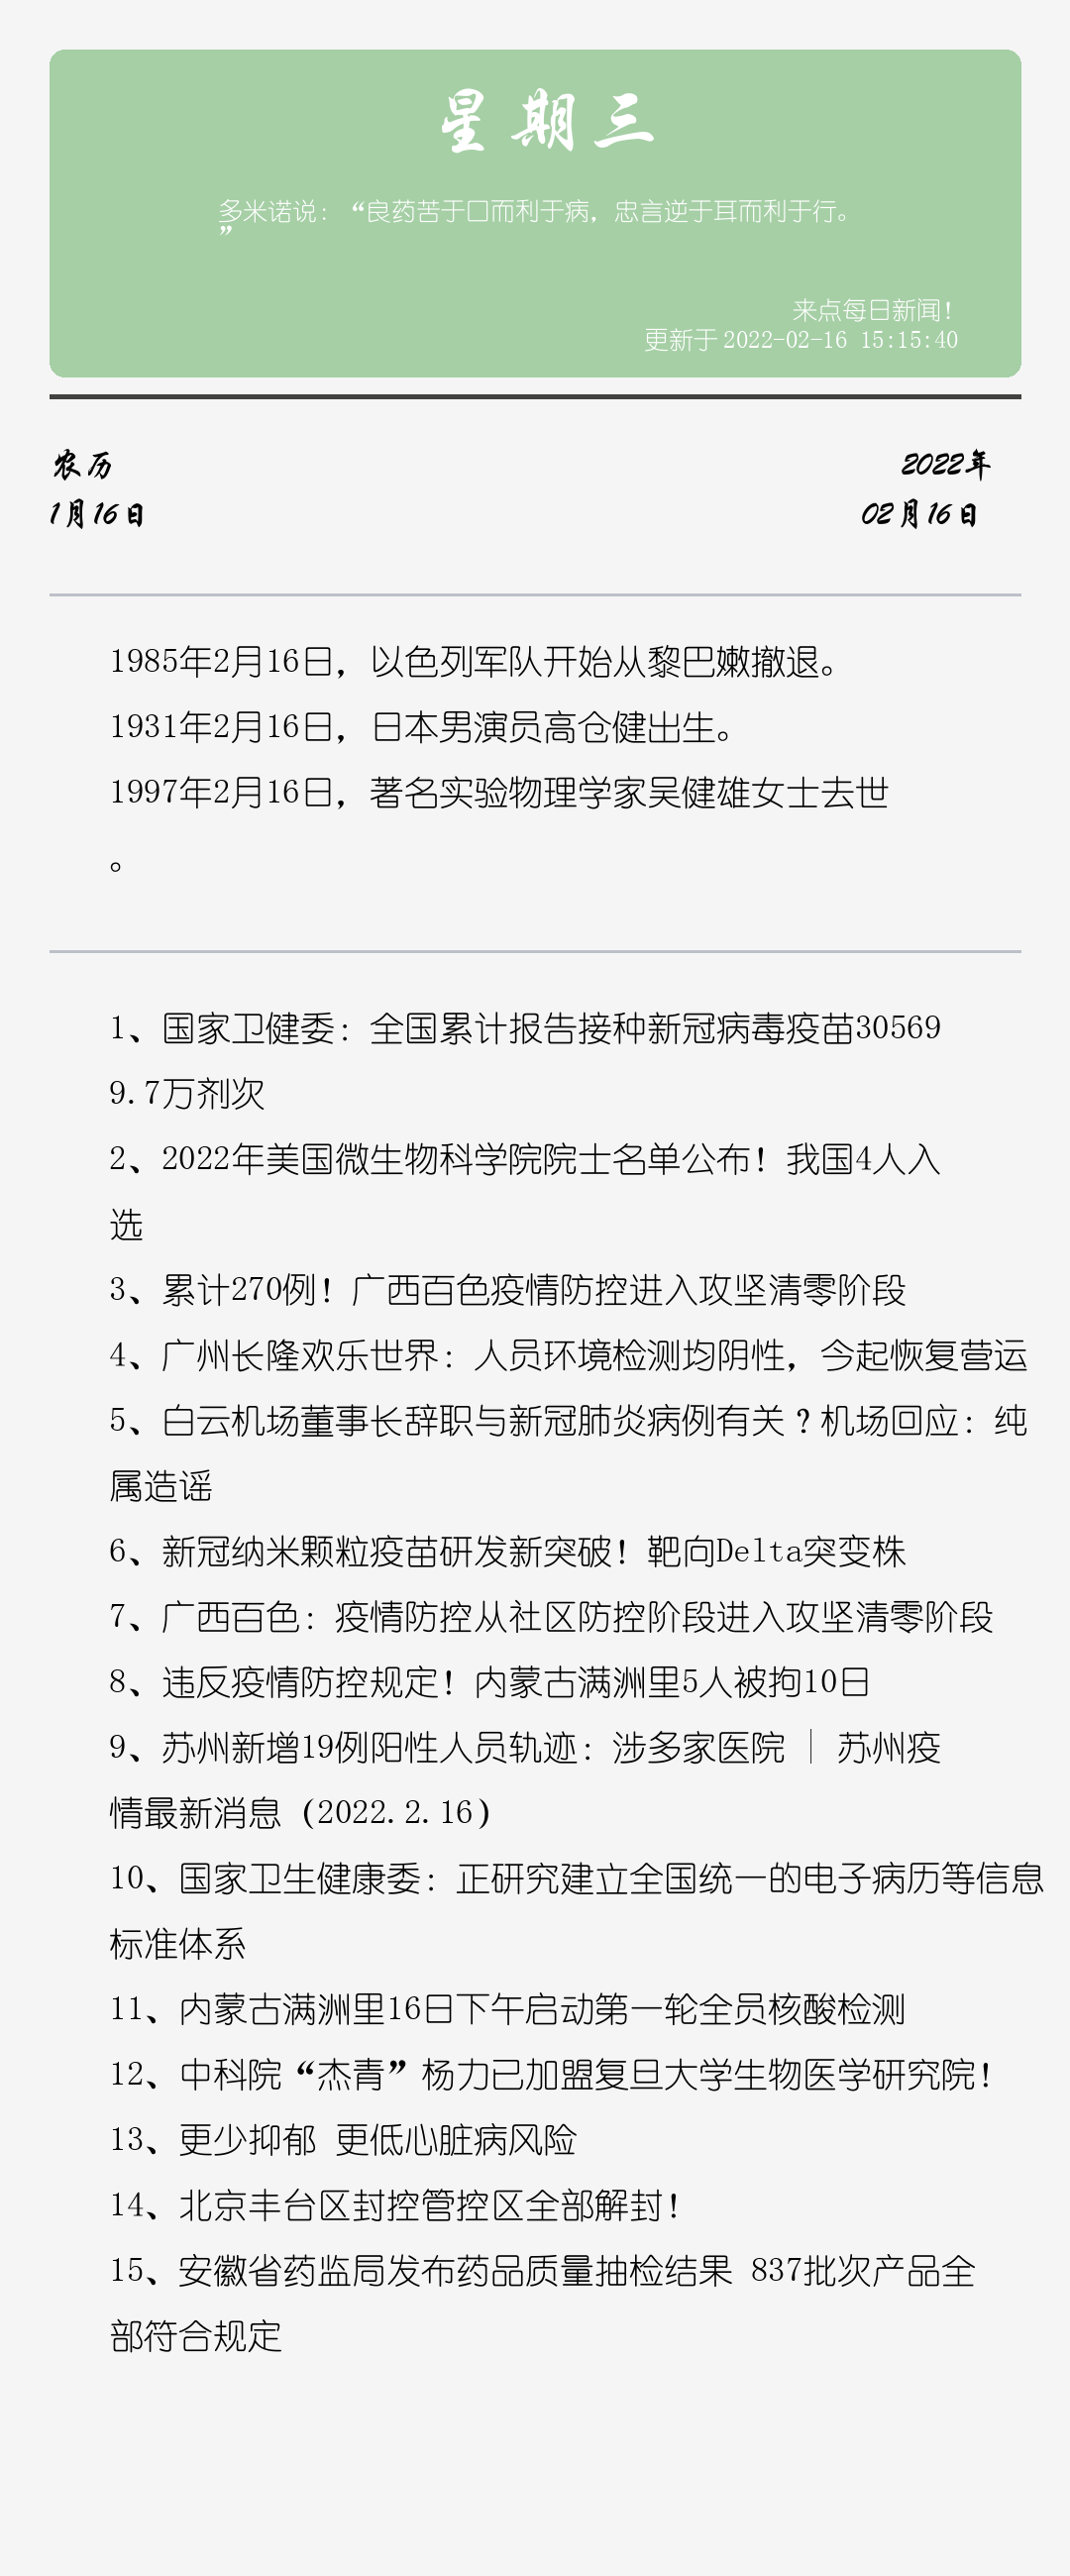 星期三
多米诺说：“良药苦于口而利于病，忠言逆于耳而利于行。
”
来点每日新闻！
更新于2022-02-16 15:15:40
农历
2022年
1月16日
02月16日
1985年2月16日，以色列军队开始从黎巴嫩撤退。
1931年2月16日，日本男演员高仓健出生。
1997年2月16日，著名实验物理学家吴健雄女士去世
。
1、国家卫健委：全国累计报告接种新冠病毒疫苗30569
9.7万剂次
2、2022年美国微生物科学院院士名单公布！我国4人入
选
3、累计270例！广西百色疫情防控进入攻坚清零阶段
4、广州长隆欢乐世界：人员环境检测均阴性，今起恢复营运
5、白云机场董事长辞职与新冠肺炎病例有关？机场回应：纯
属造谣
6、新冠纳米颗粒疫苗研发新突破！靶向Delta突变株
7、广西百色：疫情防控从社区防控阶段进入攻坚清零阶段
8、违反疫情防控规定！内蒙古满洲里5人被拘10日
9、苏州新增19例阳性人员轨迹：涉多家医院 | 苏州疫
情最新消息（2022.2.16）
10、国家卫生健康委：正研究建立全国统一的电子病历等信息
标准体系
11、内蒙古满洲里16日下午启动第一轮全员核酸检测
12、中科院“杰青”杨力已加盟复旦大学生物医学研究院！
13、更少抑郁 更低心脏病风险
14、北京丰台区封控管控区全部解封！
15、安徽省药监局发布药品质量抽检结果 837批次产品全
部符合规定